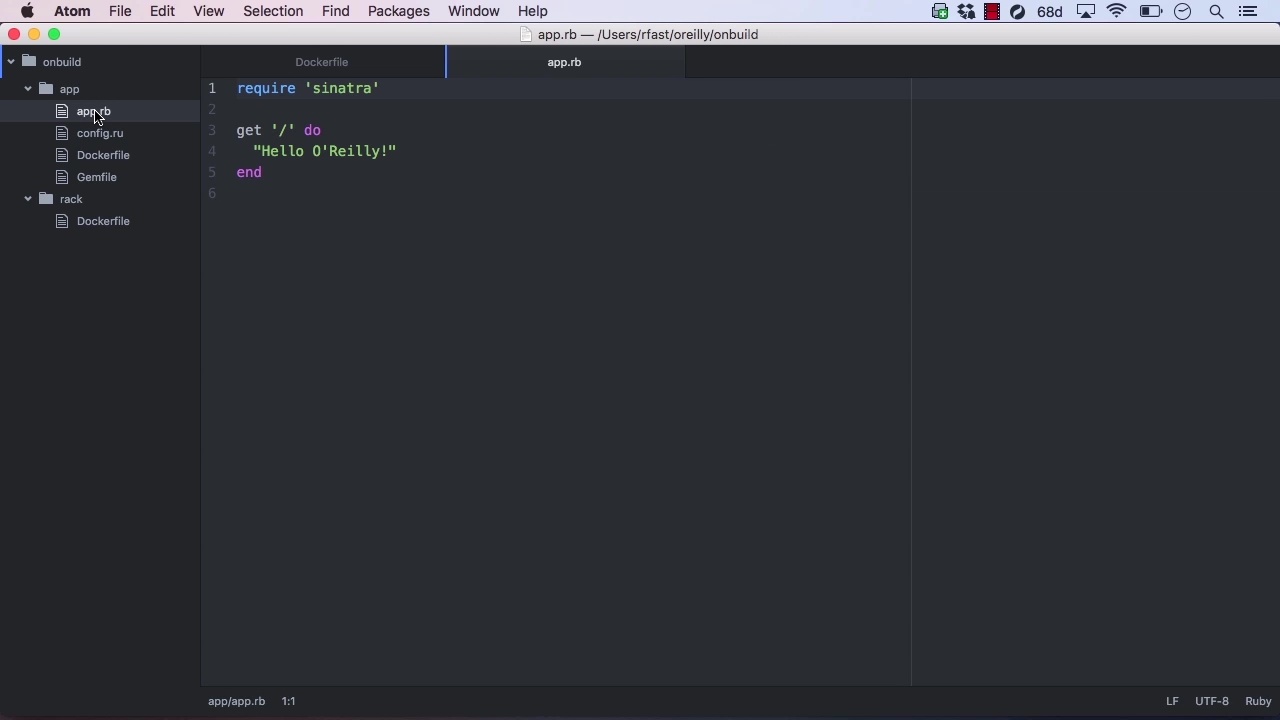 Atom File Edit View Selection Find Packages Window Help 68d
app.rb — /Users/rfast/oreilly/onbuild
onbuild
app
app.rb
config.ru
Dockerfile
Gemfile
rack
Dockerfile
Dockerfile app.rb
1 require 'sinatra'
2
3 get '/' do
4   "Hello O'Reilly!"
5 end
6
app/app.rb 1:1 LF UTF-8 Ruby